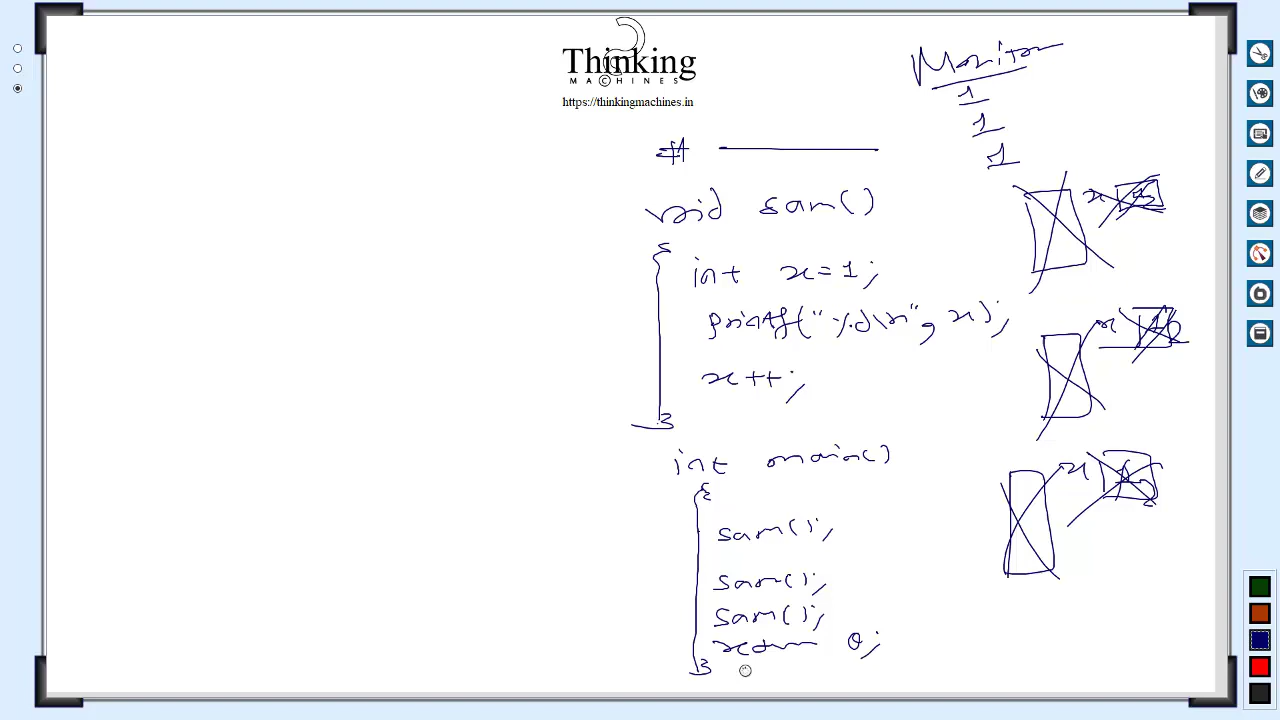 Thinking
MACHINES
https://thinkingmachines.in
Monitor
1
1
1
#
void sam()
{
int x=1;
printf("%d\n", x);
x++;
}
int main()
{
sam();
sam();
sam();
return 0;
}
x
x
x